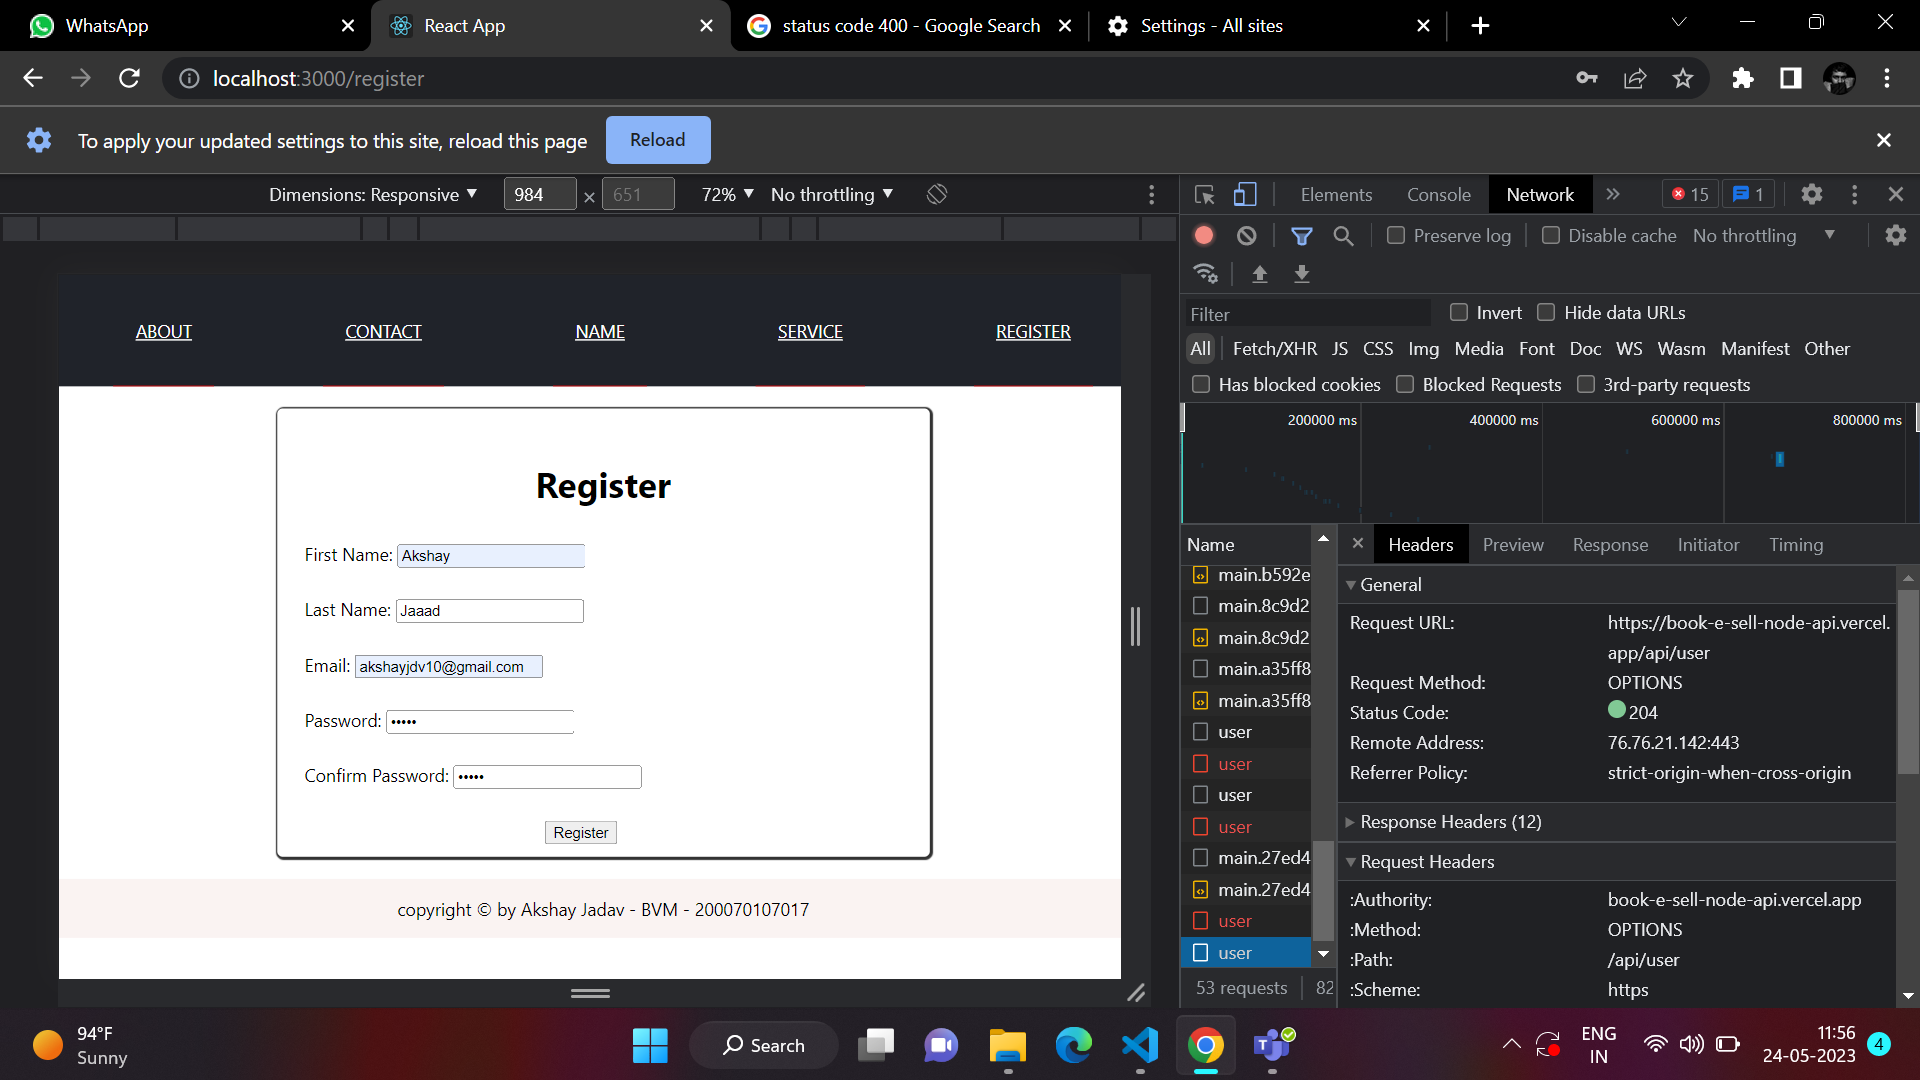 WhatsApp
React App
status code 400 - Google Search
Settings - All sites
localhost:3000/register
To apply your updated settings to this site, reload this page
Reload
Dimensions: Responsive
984 × 651
72%
No throttling
Elements
Console
Network
15
1
Preserve log
Disable cache
No throttling
Filter
Invert
Hide data URLs
All
Fetch/XHR
JS
CSS
Img
Media
Font
Doc
WS
Wasm
Manifest
Other
Has blocked cookies
Blocked Requests
3rd-party requests
200000 ms
400000 ms
600000 ms
800000 ms
ABOUT
CONTACT
NAME
SERVICE
REGISTER
Register
First Name: Akshay
Last Name: Jaaad
Email: akshayjdv10@gmail.com
Password: •••••
Confirm Password: •••••
Register
copyright © by Akshay Jadav - BVM - 200070107017
Name
main.b592e
main.8c9d2
main.8c9d2
main.a35ff8
main.a35ff8
user
user
user
user
main.27ed4
main.27ed4
user
user
53 requests
82
Headers
Preview
Response
Initiator
Timing
General
Request URL: https://book-e-sell-node-api.vercel.
app/api/user
Request Method: OPTIONS
Status Code: 204
Remote Address: 76.76.21.142:443
Referrer Policy: strict-origin-when-cross-origin
Response Headers (12)
Request Headers
:Authority: book-e-sell-node-api.vercel.app
:Method: OPTIONS
:Path: /api/user
:Scheme: https
94°F
Sunny
Search
ENG
IN
11:56
24-05-2023
4